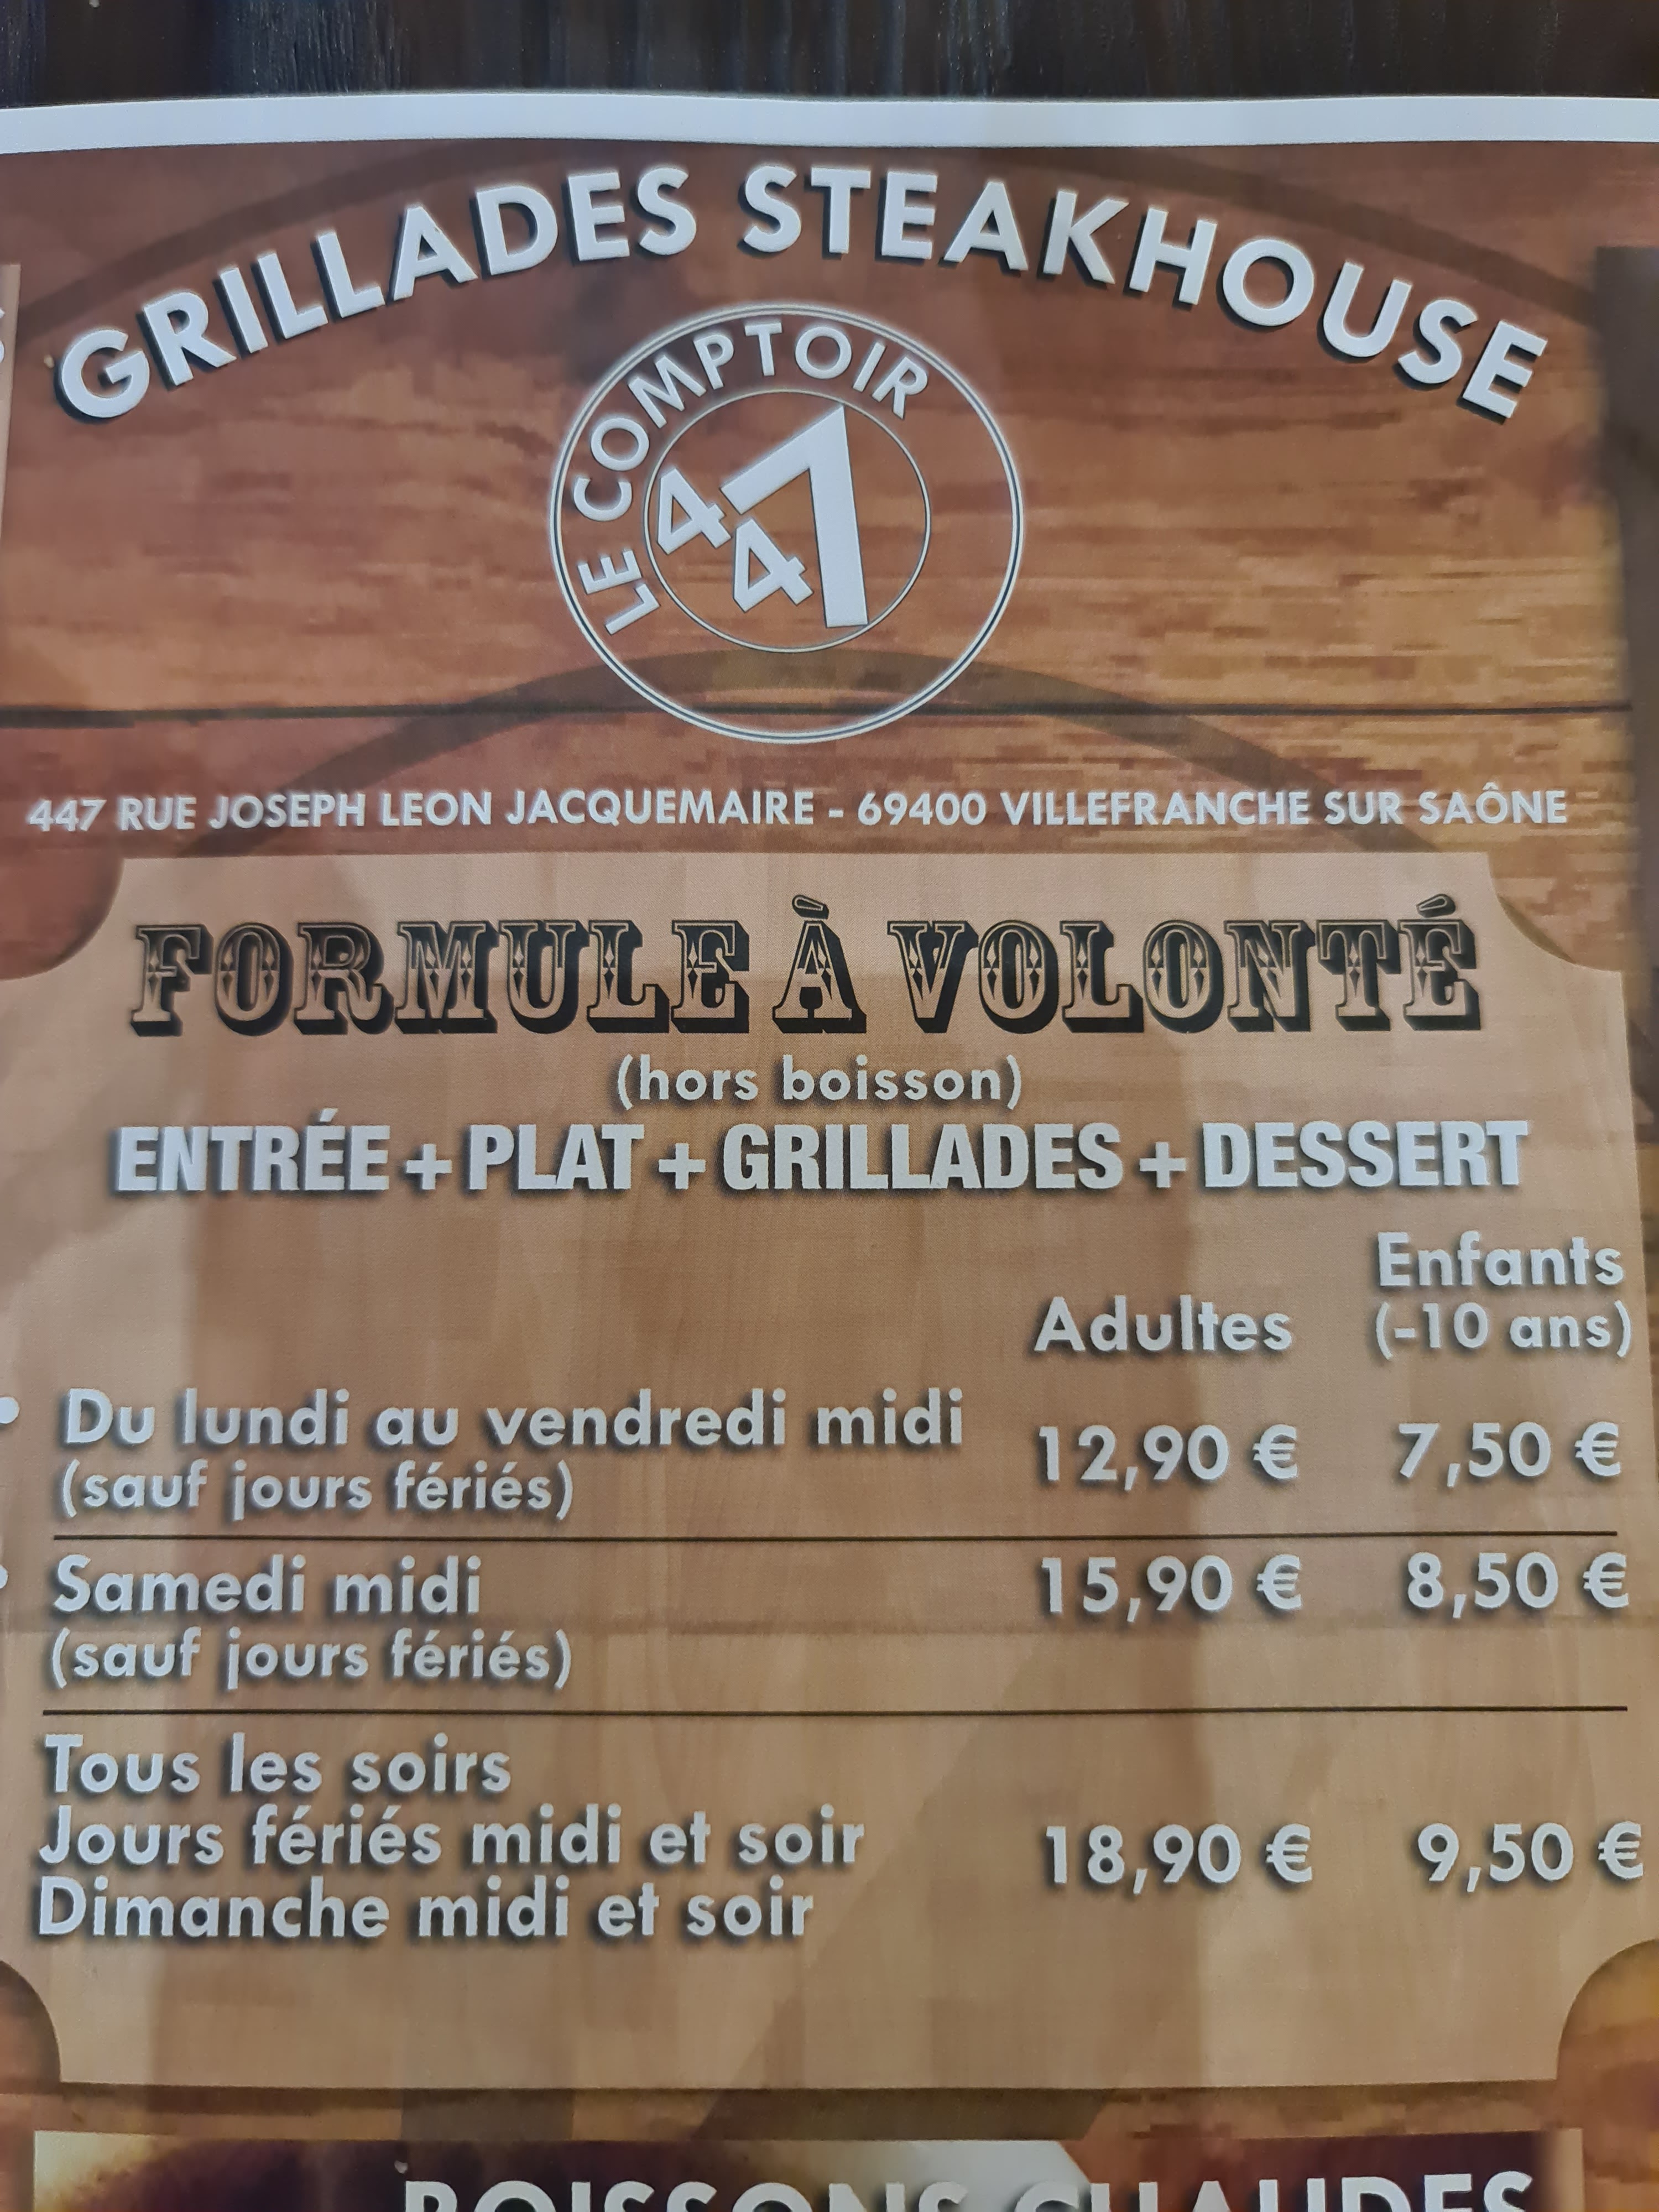 GRILLADES STEAKHOUSE
LE COMPTOIR
447
447 RUE JOSEPH LEON JACQUEMAIRE - 69400 VILLEFRANCHE SUR SAÔNE
FORMULE À VOLONTÉ
(hors boisson)
ENTRÉE + PLAT + GRILLADES + DESSERT
Enfants
Adultes (-10 ans)
Du lundi au vendredi midi 12,90 € 7,50 €
(sauf jours fériés)
Samedi midi 15,90 € 8,50 €
(sauf jours fériés)
Tous les soirs
Jours fériés midi et soir 18,90 € 9,50 €
Dimanche midi et soir
BOISSONS CHAUDES